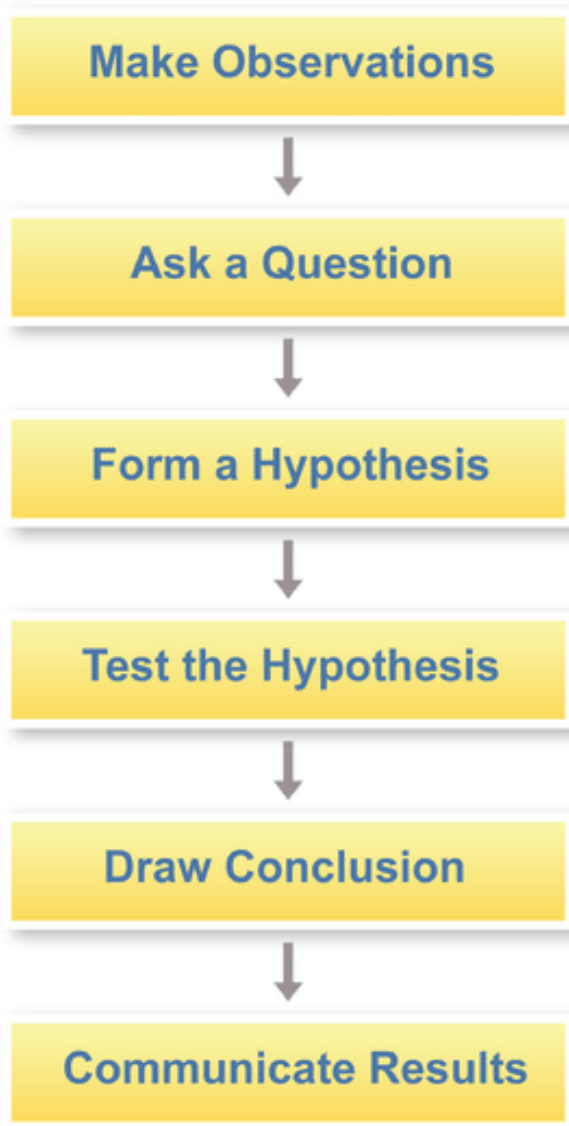 Make Observations
Ask a Question
Form a Hypothesis
Test the Hypothesis
Draw Conclusion
Communicate Results